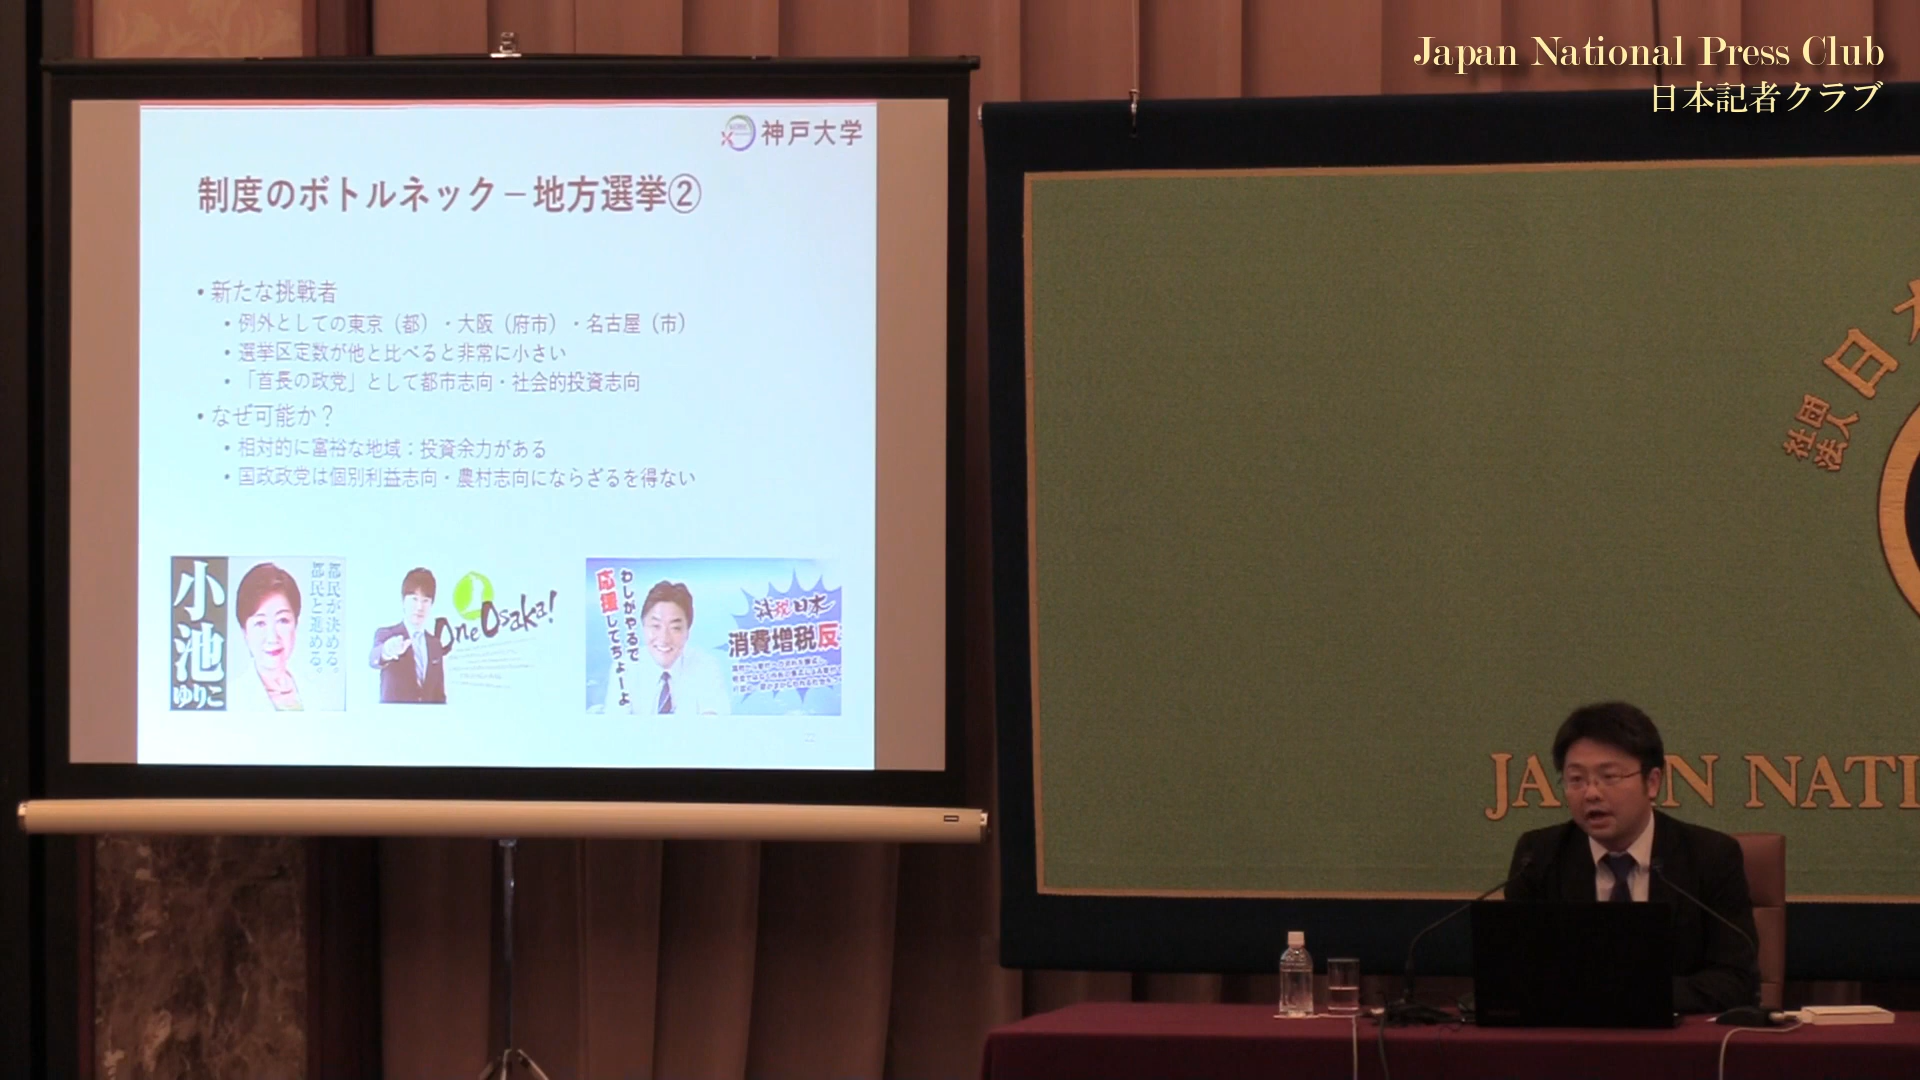 Japan National Press Club
日本記者クラブ
神戸大学
制度のボトルネック－地方選挙②
• 新たな挑戦者
• 例外としての東京（都）・大阪（府市）・名古屋（市）
• 選挙区定数が他と比べると非常に小さい
• 「首長の政党」として都市志向・社会的投資志向
• なぜ可能か？
• 相対的に富裕な地域：投資余力がある
• 国政政党は個別利益志向・農村志向にならざるを得ない
小池
ゆりこ
都民が決める。
都民と進める。
One Osaka!
わしがやるで
応援してちょーよ
減税日本
消費増税反
22
社団
法人
日本
JAPAN NATI